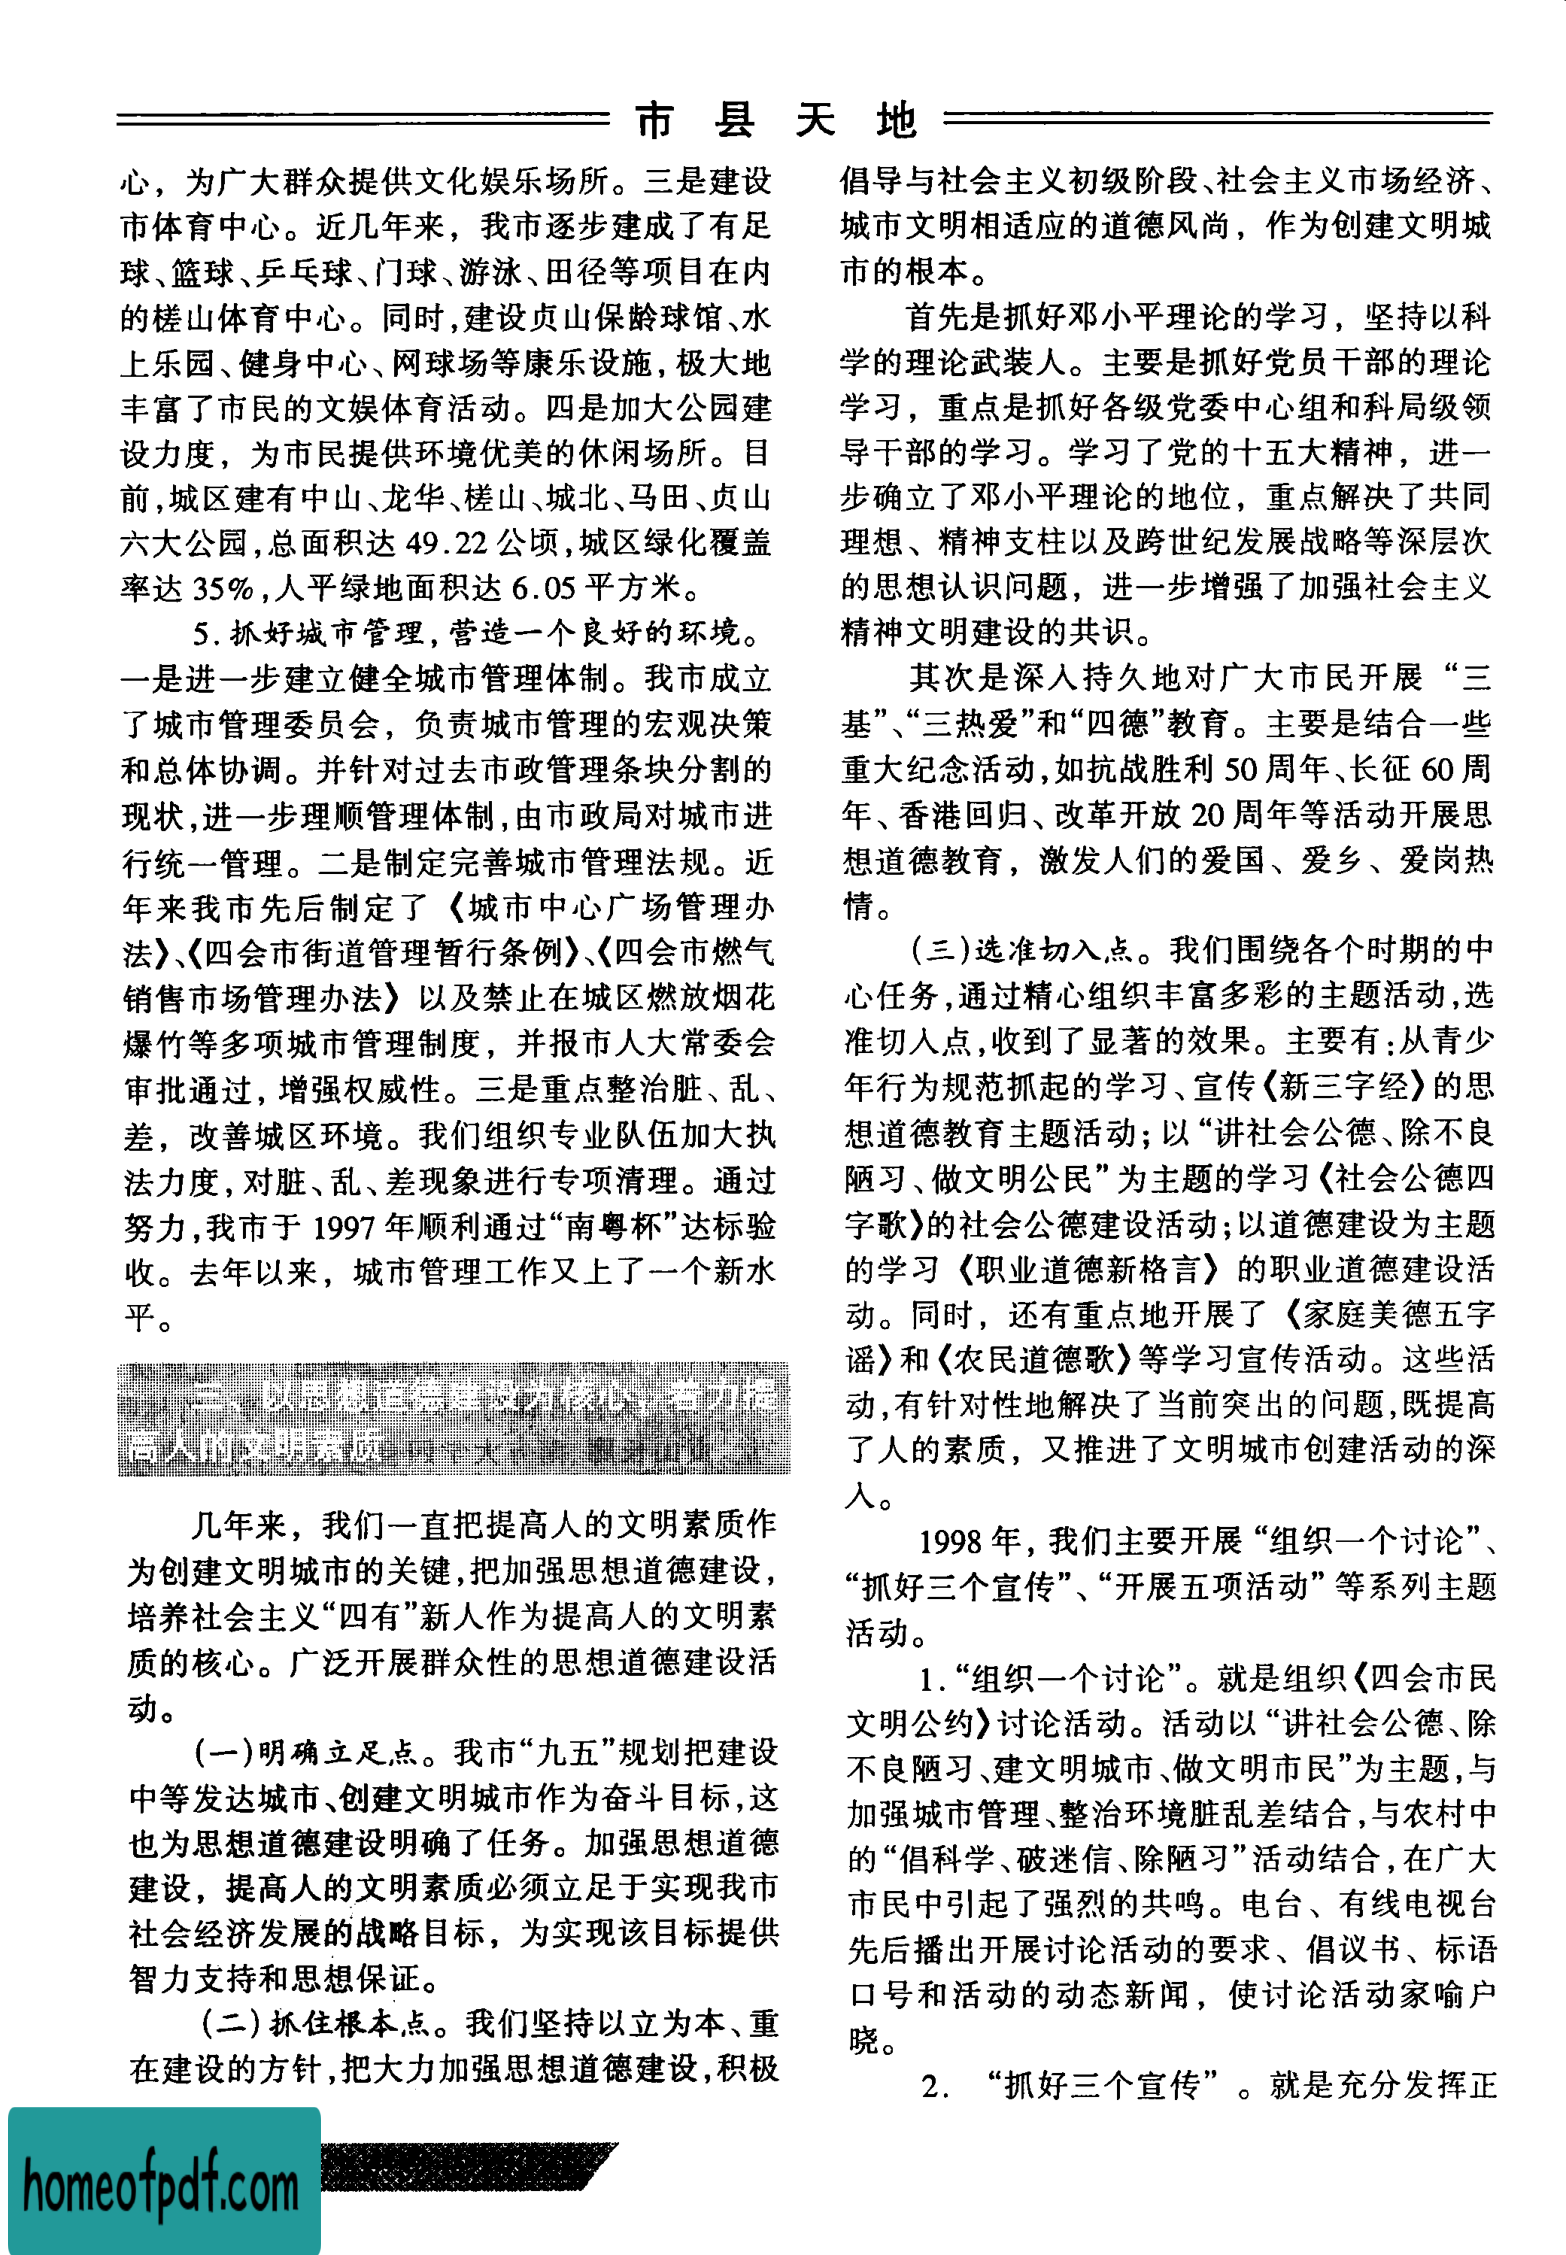 市 县 天 地
心，为广大群众提供文化娱乐场所。三是建设
市体育中心。近几年来，我市逐步建成了有足
球、篮球、乒乓球、门球、游泳、田径等项目在内
的槎山体育中心。同时,建设贞山保龄球馆、水
上乐园、健身中心、网球场等康乐设施,极大地
丰富了市民的文娱体育活动。四是加大公园建
设力度，为市民提供环境优美的休闲场所。目
前,城区建有中山、龙华、槎山、城北、马田、贞山
六大公园,总面积达 49.22 公顷,城区绿化覆盖
率达 35%,人平绿地面积达 6.05 平方米。
5. 抓好城市管理,营造一个良好的环境。
一是进一步建立健全城市管理体制。我市成立
了城市管理委员会，负责城市管理的宏观决策
和总体协调。并针对过去市政管理条块分割的
现状,进一步理顺管理体制,由市政局对城市进
行统一管理。二是制定完善城市管理法规。近
年来我市先后制定了《城市中心广场管理办
法》、《四会市街道管理暂行条例》、《四会市燃气
销售市场管理办法》以及禁止在城区燃放烟花
爆竹等多项城市管理制度，并报市人大常委会
审批通过，增强权威性。三是重点整治脏、乱、
差，改善城区环境。我们组织专业队伍加大执
法力度,对脏、乱、差现象进行专项清理。通过
努力,我市于 1997 年顺利通过“南粤杯”达标验
收。去年以来，城市管理工作又上了一个新水
平。
三、以思想道德建设为核心，着力提
高人的文明素质
几年来，我们一直把提高人的文明素质作
为创建文明城市的关键,把加强思想道德建设,
培养社会主义“四有”新人作为提高人的文明素
质的核心。广泛开展群众性的思想道德建设活
动。
(一)明确立足点。我市“九五”规划把建设
中等发达城市、创建文明城市作为奋斗目标,这
也为思想道德建设明确了任务。加强思想道德
建设，提高人的文明素质必须立足于实现我市
社会经济发展的战略目标，为实现该目标提供
智力支持和思想保证。
(二)抓住根本点。我们坚持以立为本、重
在建设的方针,把大力加强思想道德建设,积极
倡导与社会主义初级阶段、社会主义市场经济、
城市文明相适应的道德风尚，作为创建文明城
市的根本。
首先是抓好邓小平理论的学习，坚持以科
学的理论武装人。主要是抓好党员干部的理论
学习，重点是抓好各级党委中心组和科局级领
导干部的学习。学习了党的十五大精神，进一
步确立了邓小平理论的地位，重点解决了共同
理想、精神支柱以及跨世纪发展战略等深层次
的思想认识问题，进一步增强了加强社会主义
精神文明建设的共识。
其次是深入持久地对广大市民开展“三
基”、“三热爱”和“四德”教育。主要是结合一些
重大纪念活动,如抗战胜利 50 周年、长征 60 周
年、香港回归、改革开放 20 周年等活动开展思
想道德教育，激发人们的爱国、爱乡、爱岗热
情。
(三)选准切入点。我们围绕各个时期的中
心任务,通过精心组织丰富多彩的主题活动,选
准切入点,收到了显著的效果。主要有:从青少
年行为规范抓起的学习、宣传《新三字经》的思
想道德教育主题活动;以“讲社会公德、除不良
陋习、做文明公民”为主题的学习《社会公德四
字歌》的社会公德建设活动;以道德建设为主题
的学习《职业道德新格言》的职业道德建设活
动。同时，还有重点地开展了《家庭美德五字
谣》和《农民道德歌》等学习宣传活动。这些活
动,有针对性地解决了当前突出的问题,既提高
了人的素质，又推进了文明城市创建活动的深
入。
1998 年,我们主要开展“组织一个讨论”、
“抓好三个宣传”、“开展五项活动”等系列主题
活动。
1.“组织一个讨论”。就是组织《四会市民
文明公约》讨论活动。活动以“讲社会公德、除
不良陋习、建文明城市、做文明市民”为主题,与
加强城市管理、整治环境脏乱差结合,与农村中
的“倡科学、破迷信、除陋习”活动结合,在广大
市民中引起了强烈的共鸣。电台、有线电视台
先后播出开展讨论活动的要求、倡议书、标语
口号和活动的动态新闻，使讨论活动家喻户
晓。
2. “抓好三个宣传”。就是充分发挥正
homeofpdf.com